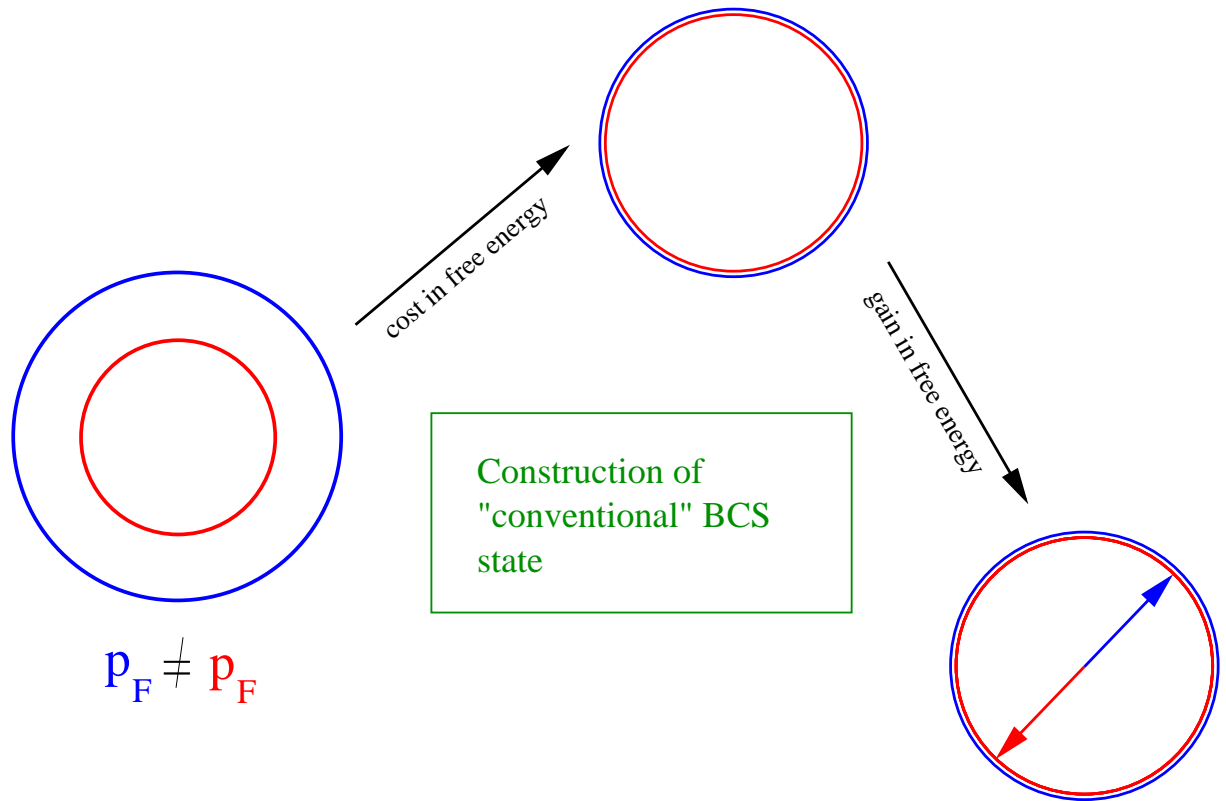 cost in free energy
gain in free energy
Construction of
"conventional" BCS
state
p_F ≠ p_F